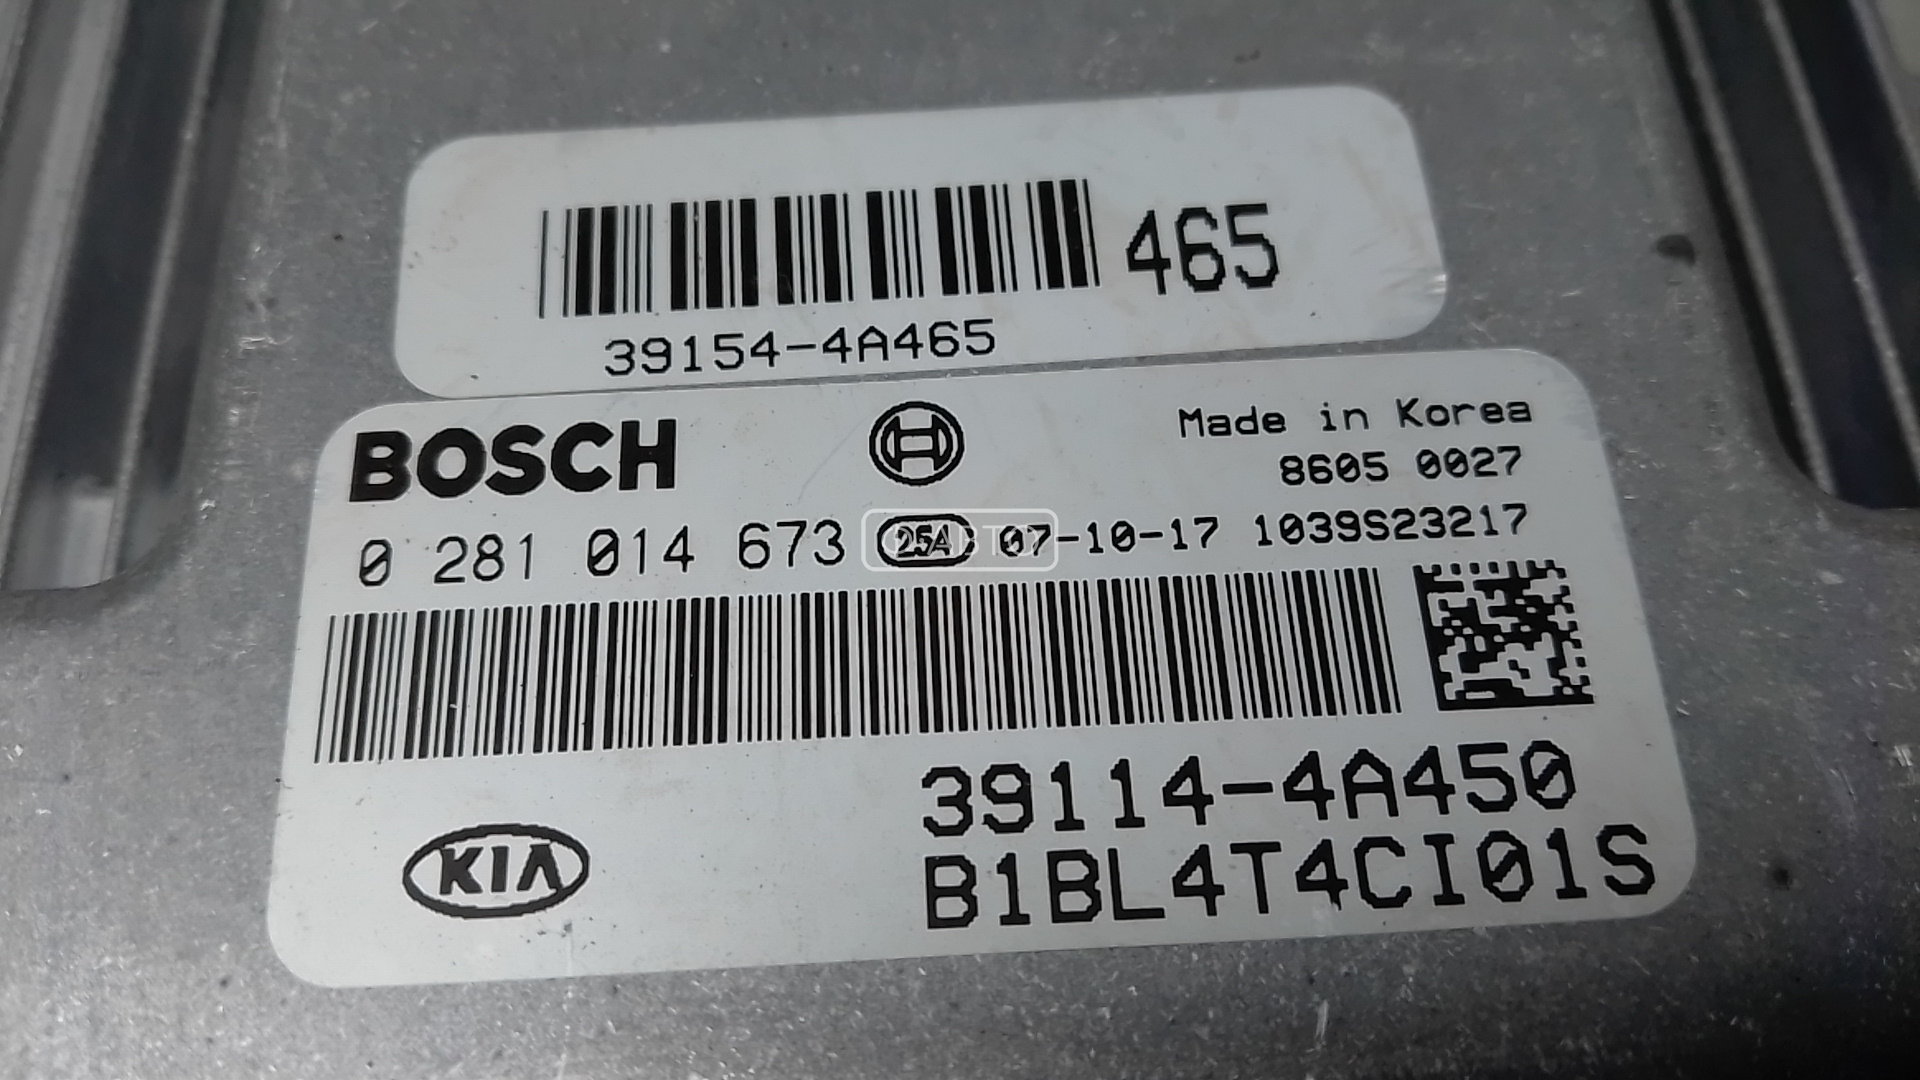 465
39154-4A465
BOSCH
Made in Korea
8605 0027
0 281 014 673 254 07-10-17 1039S23217
39114-4A450
KIA
B1BL4T4CI01S